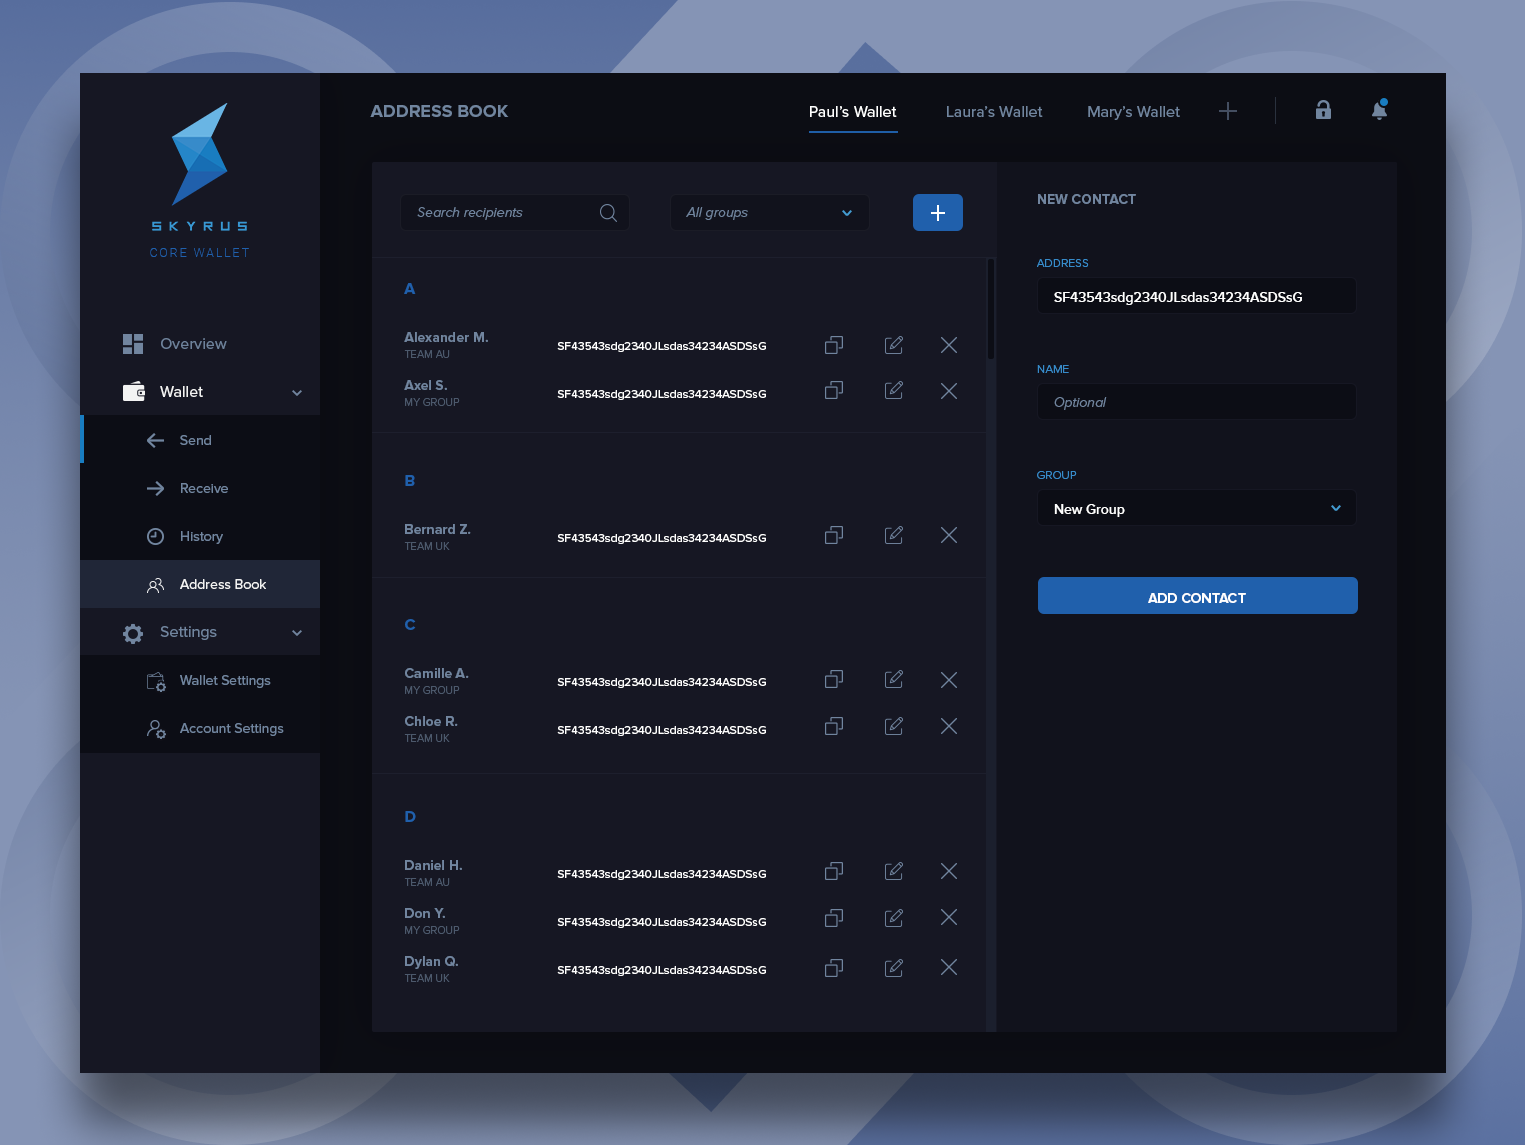 SKYRUS
CORE WALLET
Overview
Wallet
Send
Receive
History
Address Book
Settings
Wallet Settings
Account Settings
ADDRESS BOOK
Paul's Wallet
Laura's Wallet
Mary's Wallet
Search recipients
All groups
A
Alexander M.
TEAM AU
SF43543sdg2340JLsdas34234ASDSsG
Axel S.
MY GROUP
SF43543sdg2340JLsdas34234ASDSsG
B
Bernard Z.
TEAM UK
SF43543sdg2340JLsdas34234ASDSsG
C
Camille A.
MY GROUP
SF43543sdg2340JLsdas34234ASDSsG
Chloe R.
TEAM UK
SF43543sdg2340JLsdas34234ASDSsG
D
Daniel H.
TEAM AU
SF43543sdg2340JLsdas34234ASDSsG
Don Y.
MY GROUP
SF43543sdg2340JLsdas34234ASDSsG
Dylan Q.
TEAM UK
SF43543sdg2340JLsdas34234ASDSsG
NEW CONTACT
ADDRESS
SF43543sdg2340JLsdas34234ASDSsG
NAME
Optional
GROUP
New Group
ADD CONTACT